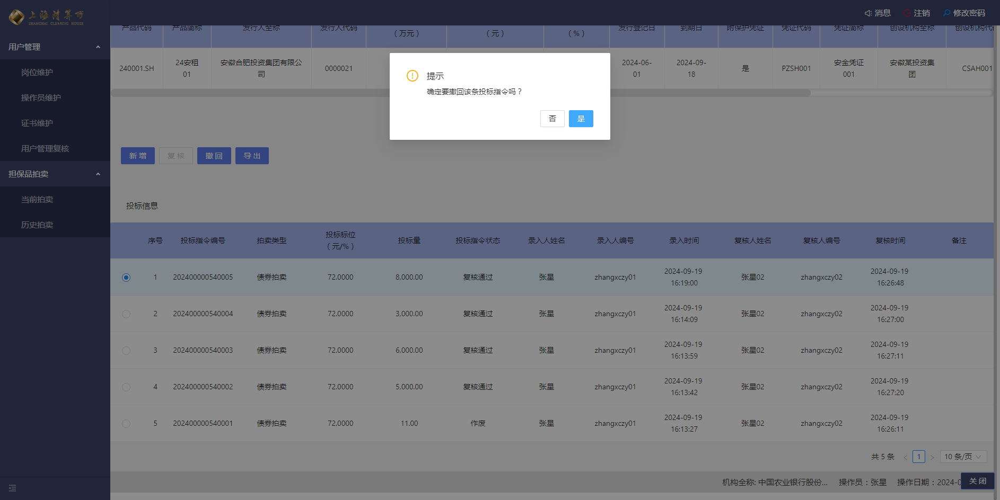 上海清算所
SHANGHAI CLEARING HOUSE
消息 注销 修改密码
用户管理
岗位维护
操作员维护
证书维护
用户管理复核
担保品拍卖
当前拍卖
历史拍卖
产品代码 产品简称 发行人全称 发行人代码 （万元） （元） （%） 发行登记日 到期日 附保护凭证 凭证代码 凭证简称 创设机构全称 创设机构代
240001.SH 24安租01 安徽合肥投资集团有限公司 0000021 2024-06-01 2024-09-18 是 PZSH001 安金凭证001 安徽某投资集团 CSAH001
提示
确定要撤回该条投标指令吗？
否 是
新增 复核 撤回 导出
投标信息
序号 投标指令编号 拍卖类型 投标标位（元/%） 投标量 投标指令状态 录入人姓名 录入人编号 录入时间 复核人姓名 复核人编号 复核时间 备注
1 202400000540005 债券拍卖 72.0000 8,000.00 复核通过 张星 zhangxczy01 2024-09-19 16:19:00 张星02 zhangxczy02 2024-09-19 16:26:48
2 202400000540004 债券拍卖 72.0000 3,000.00 复核通过 张星 zhangxczy01 2024-09-19 16:14:09 张星02 zhangxczy02 2024-09-19 16:27:00
3 202400000540003 债券拍卖 72.0000 6,000.00 复核通过 张星 zhangxczy01 2024-09-19 16:13:59 张星02 zhangxczy02 2024-09-19 16:27:11
4 202400000540002 债券拍卖 72.0000 5,000.00 复核通过 张星 zhangxczy01 2024-09-19 16:13:42 张星02 zhangxczy02 2024-09-19 16:27:20
5 202400000540001 债券拍卖 72.0000 11.00 作废 张星 zhangxczy01 2024-09-19 16:13:27 张星02 zhangxczy02 2024-09-19 16:26:11
共 5 条 < 1 > 10 条/页
机构全称: 中国农业银行股份... 操作员：张星 操作日期：2024-0
关闭